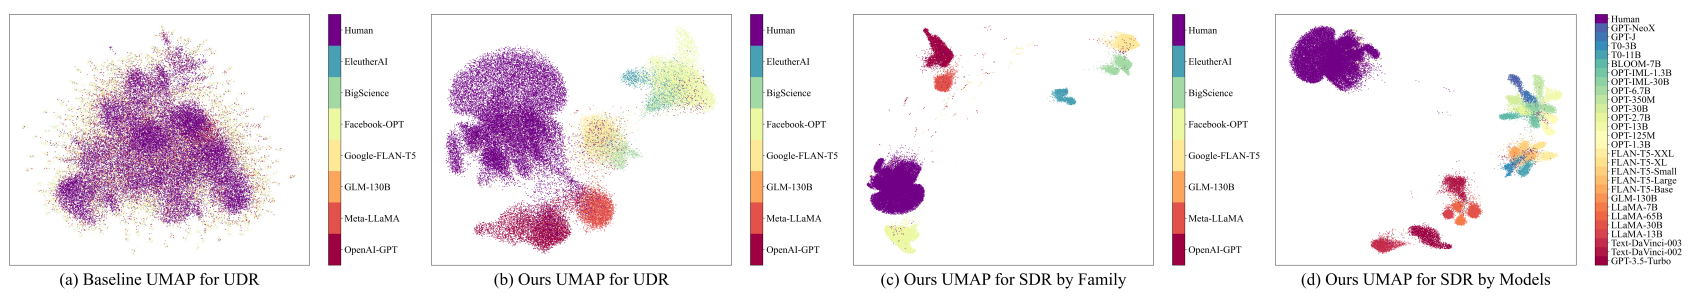 Human
EleutherAI
BigScience
Facebook-OPT
Google-FLAN-T5
GLM-130B
Meta-LLaMA
OpenAI-GPT
(a) Baseline UMAP for UDR
Human
EleutherAI
BigScience
Facebook-OPT
Google-FLAN-T5
GLM-130B
Meta-LLaMA
OpenAI-GPT
(b) Ours UMAP for UDR
Human
EleutherAI
BigScience
Facebook-OPT
Google-FLAN-T5
GLM-130B
Meta-LLaMA
OpenAI-GPT
(c) Ours UMAP for SDR by Family
Human
GPT-NeoX
GPT-J
T0-3B
T0-11B
BLOOM-7B
OPT-IML-1.3B
OPT-IML-30B
OPT-6.7B
OPT-350M
OPT-30B
OPT-2.7B
OPT-13B
OPT-125M
OPT-1.3B
FLAN-T5-XXL
FLAN-T5-XL
FLAN-T5-Small
FLAN-T5-Large
FLAN-T5-Base
GLM-130B
LLaMA-7B
LLaMA-65B
LLaMA-30B
LLaMA-13B
Text-DaVinci-003
Text-DaVinci-002
GPT-3.5-Turbo
(d) Ours UMAP for SDR by Models